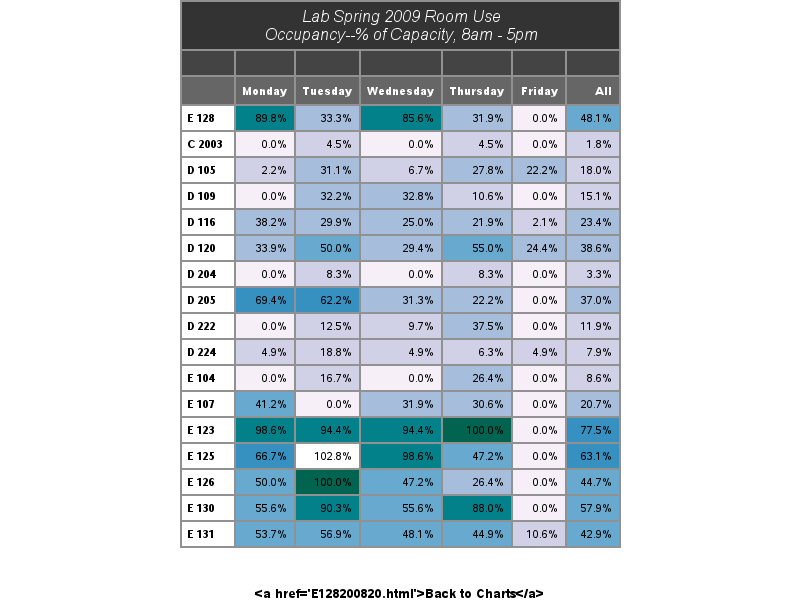 Lab Spring 2009 Room Use
Occupancy--% of Capacity, 8am - 5pm
Monday Tuesday Wednesday Thursday Friday All
E 128 89.8% 33.3% 85.6% 31.9% 0.0% 48.1%
C 2003 0.0% 4.5% 0.0% 4.5% 0.0% 1.8%
D 105 2.2% 31.1% 6.7% 27.8% 22.2% 18.0%
D 109 0.0% 32.2% 32.8% 10.6% 0.0% 15.1%
D 116 38.2% 29.9% 25.0% 21.9% 2.1% 23.4%
D 120 33.9% 50.0% 29.4% 55.0% 24.4% 38.6%
D 204 0.0% 8.3% 0.0% 8.3% 0.0% 3.3%
D 205 69.4% 62.2% 31.3% 22.2% 0.0% 37.0%
D 222 0.0% 12.5% 9.7% 37.5% 0.0% 11.9%
D 224 4.9% 18.8% 4.9% 6.3% 4.9% 7.9%
E 104 0.0% 16.7% 0.0% 26.4% 0.0% 8.6%
E 107 41.2% 0.0% 31.9% 30.6% 0.0% 20.7%
E 123 98.6% 94.4% 94.4% 100.0% 0.0% 77.5%
E 125 66.7% 102.8% 98.6% 47.2% 0.0% 63.1%
E 126 50.0% 100.0% 47.2% 26.4% 0.0% 44.7%
E 130 55.6% 90.3% 55.6% 88.0% 0.0% 57.9%
E 131 53.7% 56.9% 48.1% 44.9% 10.6% 42.9%
<a href='E128200820.html'>Back to Charts</a>